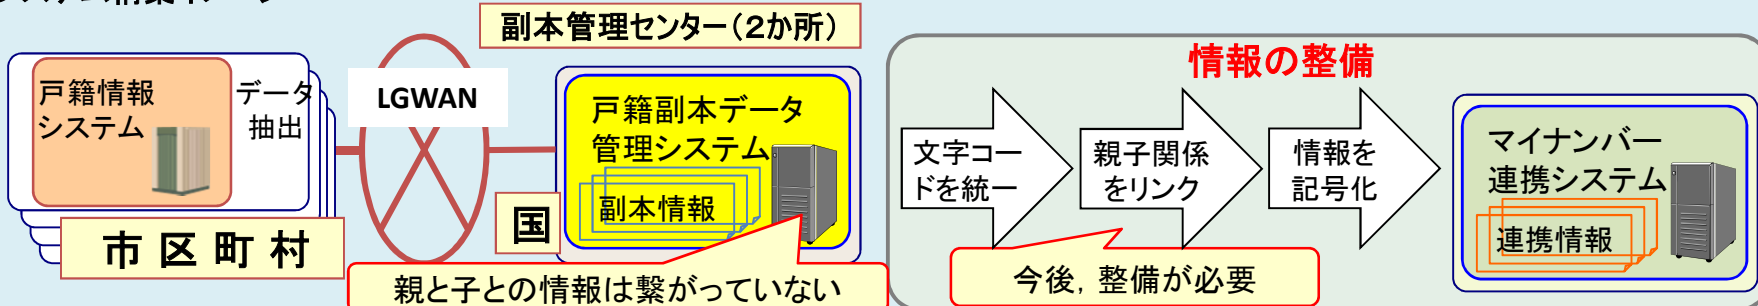 副本管理センター（２か所）
戸籍情報
システム
データ
抽出
市区町村
LGWAN
国
戸籍副本データ
管理システム
副本情報
親と子との情報は繋がっていない
情報の整備
文字コー
ドを統一
親子関係
をリンク
情報を
記号化
今後，整備が必要
マイナンバー
連携システム
連携情報